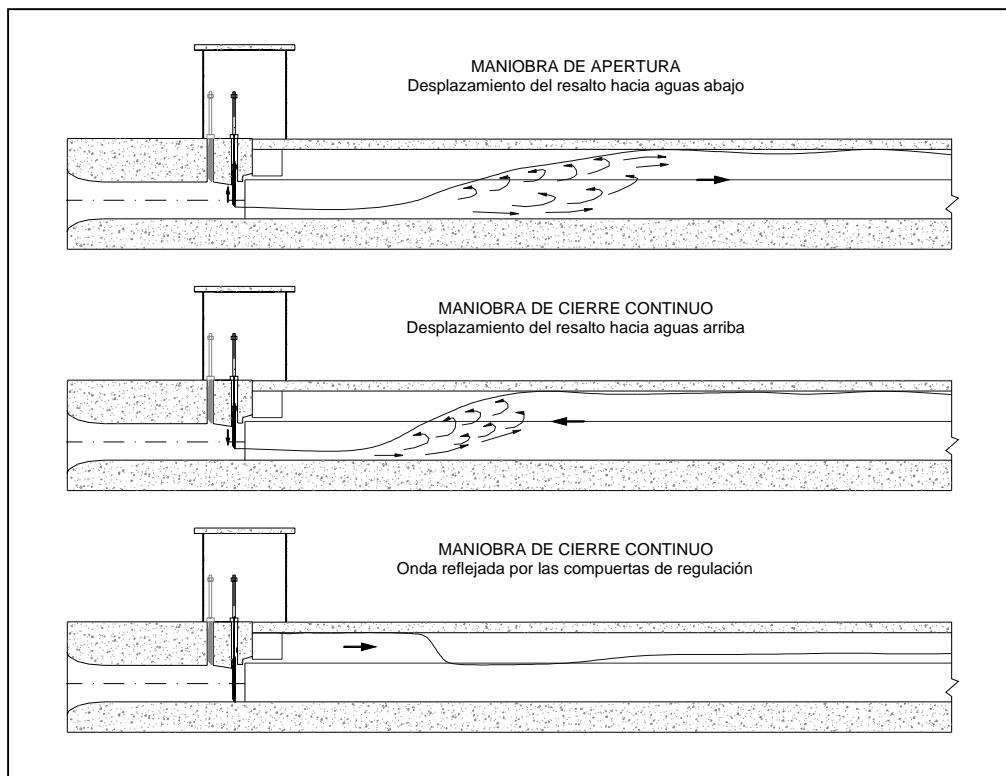 MANIOBRA DE APERTURA
Desplazamiento del resalto hacia aguas abajo
MANIOBRA DE CIERRE CONTINUO
Desplazamiento del resalto hacia aguas arriba
MANIOBRA DE CIERRE CONTINUO
Onda reflejada por las compuertas de regulación